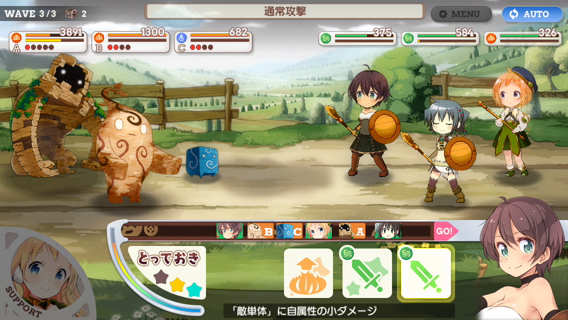 WAVE 3/3 2
通常攻撃
MENU
AUTO
A 3891
B 1300
C 682
375
584
326
B C A GO!
とっておき
SUPPORT
「敵単体」に自属性の小ダメージ